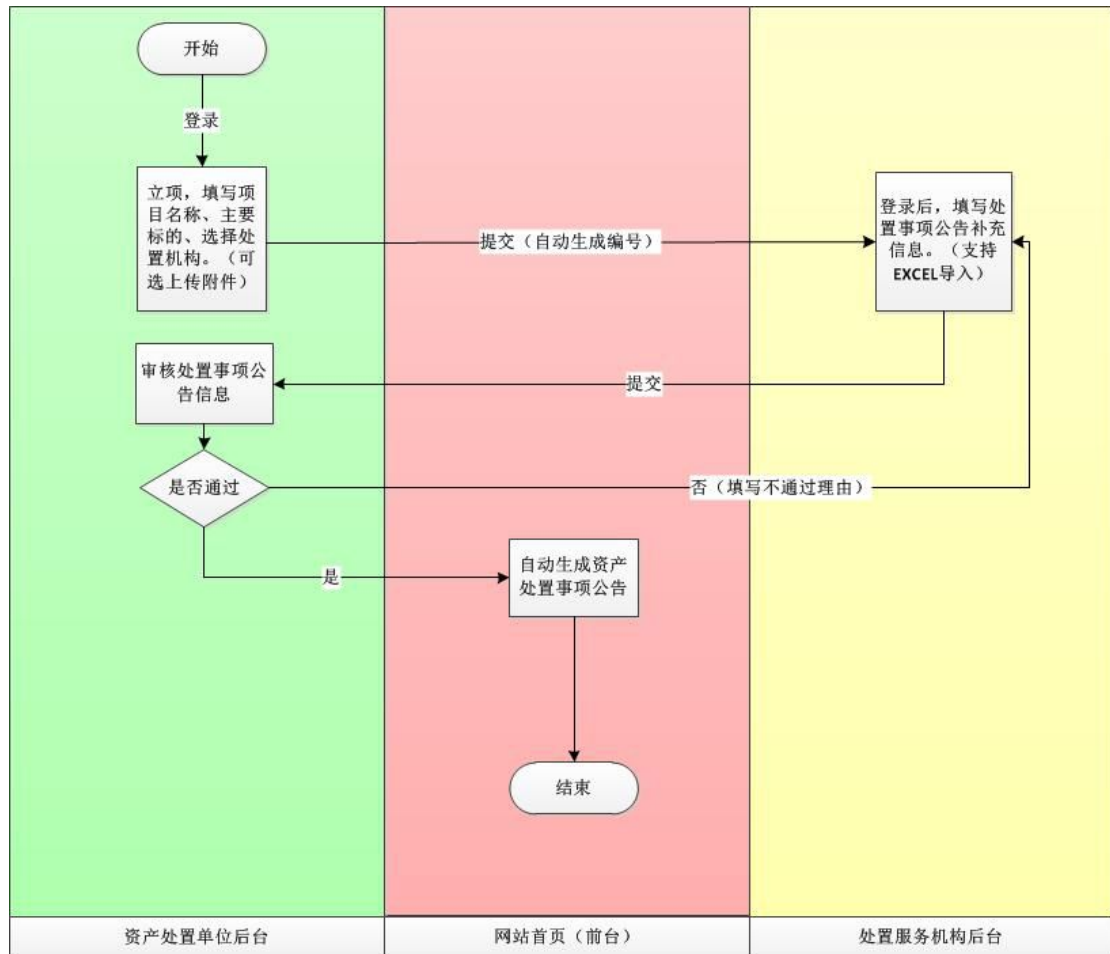 开始
登录
立项，填写项
目名称、主要
标的、选择处
置机构。（可
选上传附件）
提交（自动生成编号）
登录后，填写处
置事项公告补充
信息。（支持
EXCEL导入）
审核处置事项公
告信息
提交
是否通过
否（填写不通过理由）
自动生成资产
处置事项公告
是
结束
资产处置单位后台
网站首页（前台）
处置服务机构后台